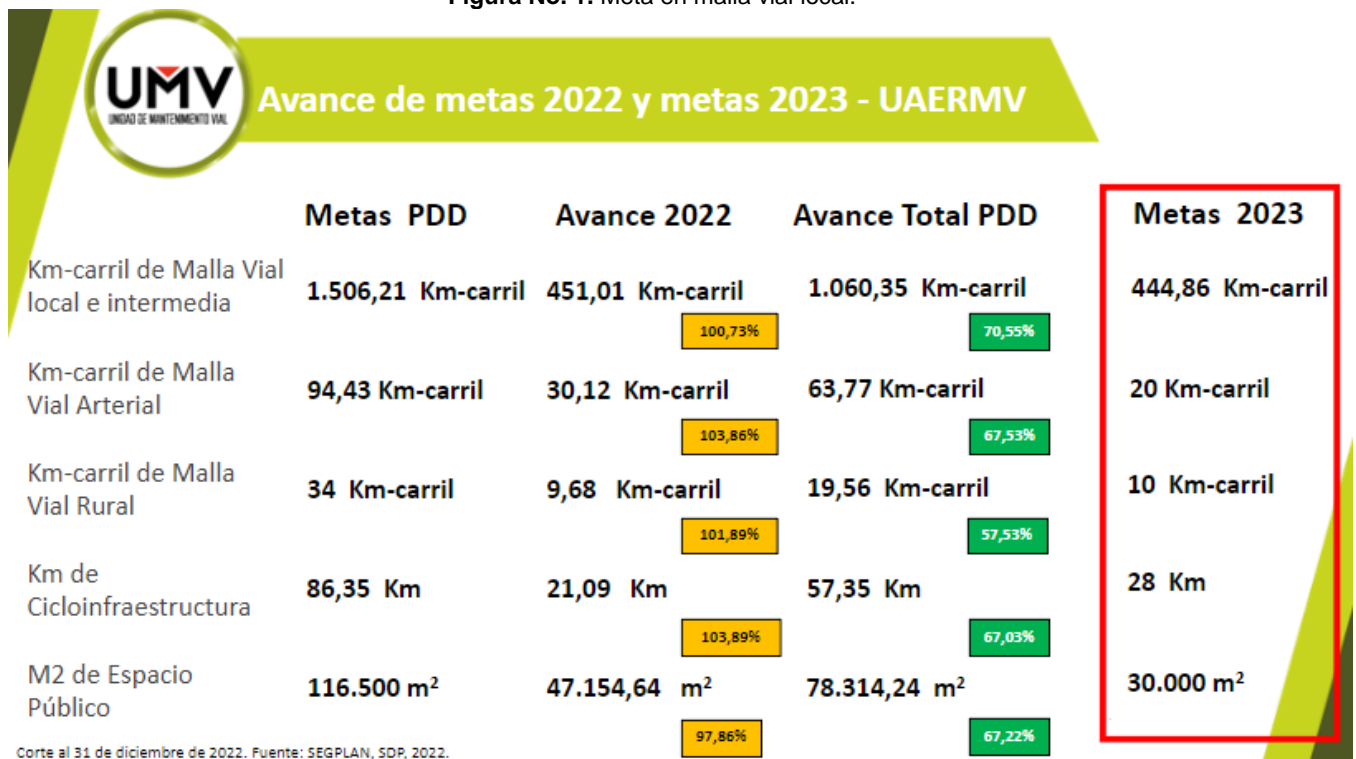 Figura No. 1. Meta en malla vial local.
UMV
UNIDAD DE MANTENIMIENTO VIAL
Avance de metas 2022 y metas 2023 - UAERMV
Metas PDD Avance 2022 Avance Total PDD Metas 2023
Km-carril de Malla Vial
local e intermedia
1.506,21 Km-carril 451,01 Km-carril 1.060,35 Km-carril 444,86 Km-carril
100,73% 70,55%
Km-carril de Malla
Vial Arterial
94,43 Km-carril 30,12 Km-carril 63,77 Km-carril 20 Km-carril
103,86% 67,53%
Km-carril de Malla
Vial Rural
34 Km-carril 9,68 Km-carril 19,56 Km-carril 10 Km-carril
101,89% 57,53%
Km de
Cicloinfraestructura
86,35 Km 21,09 Km 57,35 Km 28 Km
103,89% 67,03%
M2 de Espacio
Público
116.500 m² 47.154,64 m² 78.314,24 m² 30.000 m²
97,86% 67,22%
Corte al 31 de diciembre de 2022. Fuente: SEGPLAN, SDP, 2022.